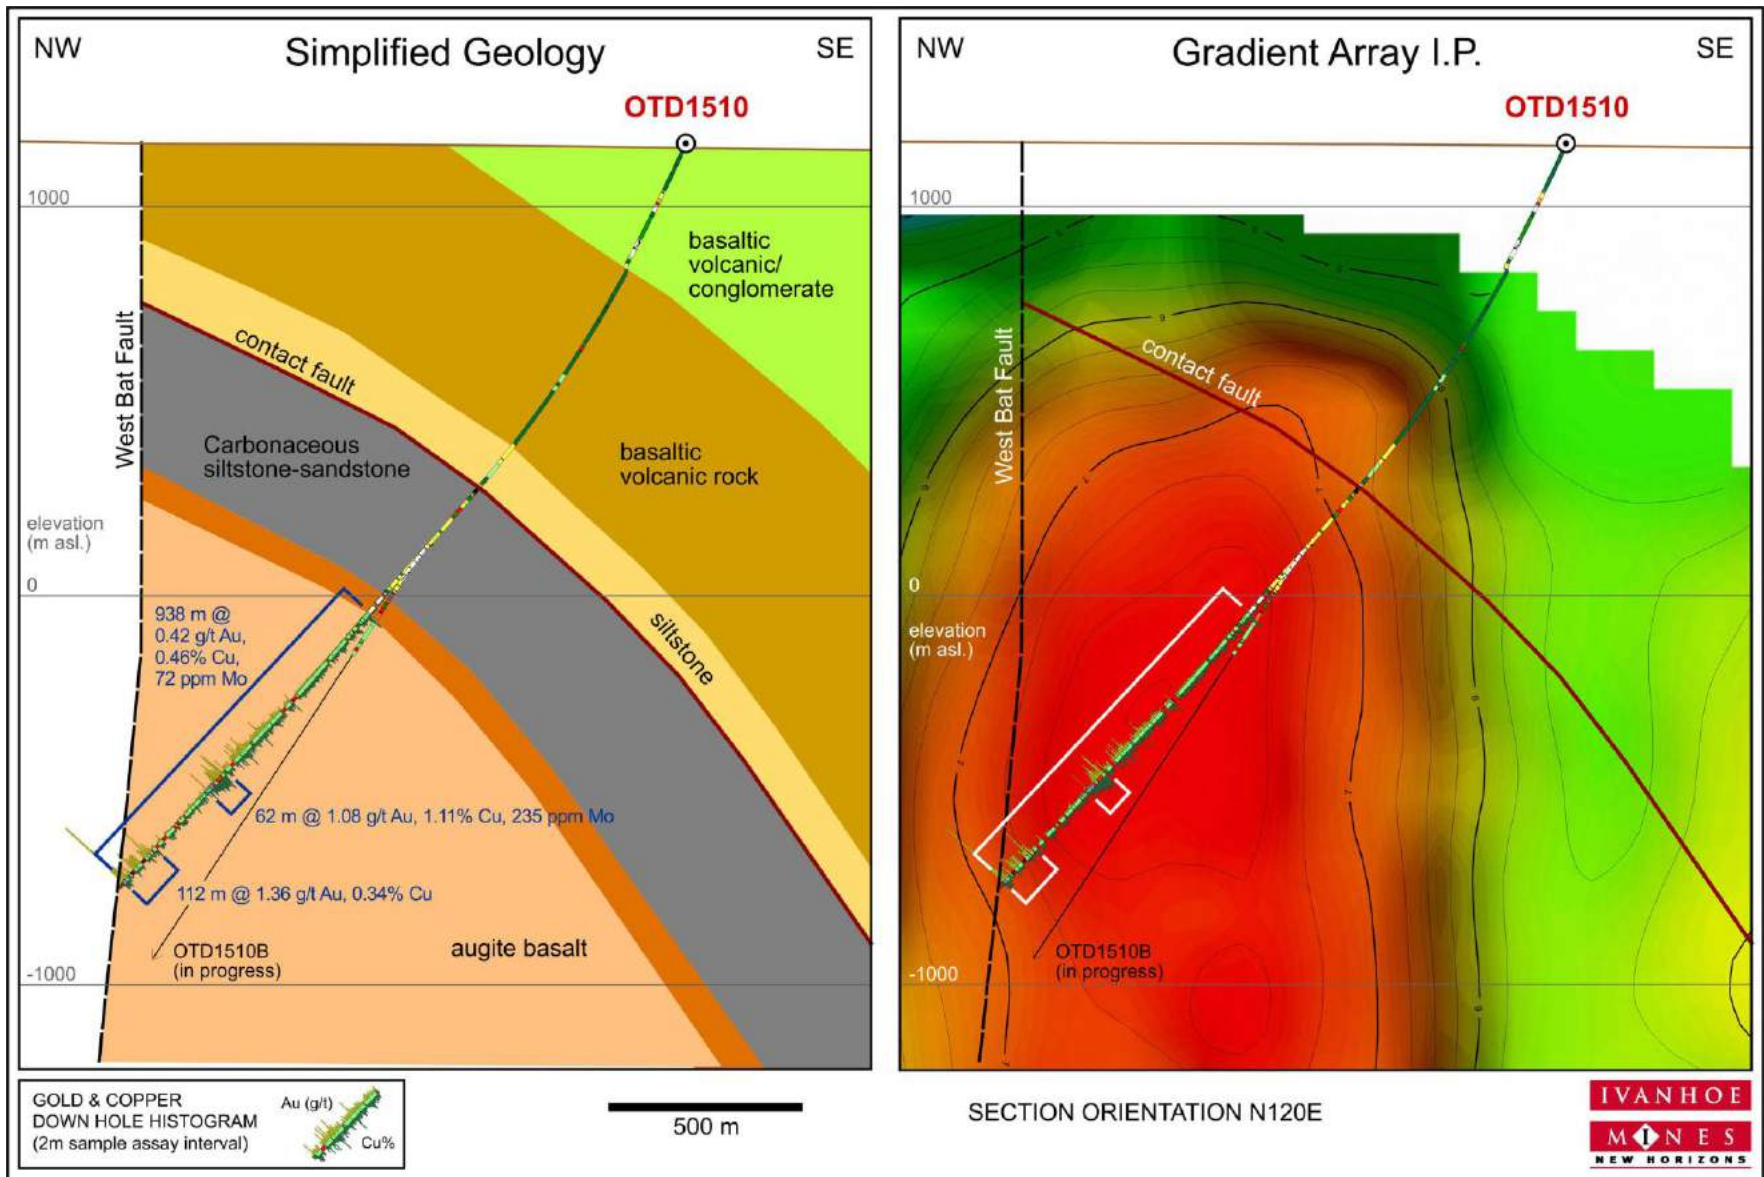 NW
Simplified Geology
SE
OTD1510
1000
basaltic
volcanic/
conglomerate
West Bat Fault
contact fault
Carbonaceous
siltstone-sandstone
basaltic
volcanic rock
elevation
(m asl.)
0
938 m @
0.42 g/t Au,
0.46% Cu,
72 ppm Mo
siltstone
62 m @ 1.08 g/t Au, 1.11% Cu, 235 ppm Mo
112 m @ 1.36 g/t Au, 0.34% Cu
OTD1510B
(in progress)
augite basalt
-1000
NW
Gradient Array I.P.
SE
OTD1510
1000
West Bat Fault
contact fault
0
elevation
(m asl.)
OTD1510B
(in progress)
-1000
GOLD & COPPER
DOWN HOLE HISTOGRAM
(2m sample assay interval)
Au (g/t)
Cu%
500 m
SECTION ORIENTATION N120E
IVANHOE
MINES
NEW HORIZONS